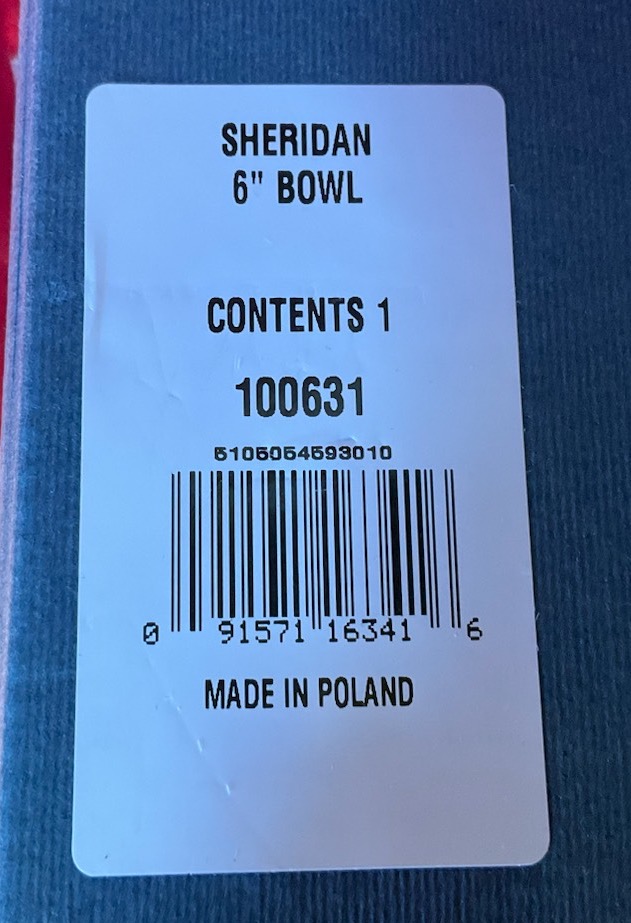 SHERIDAN
6" BOWL
CONTENTS 1
100631
5105054593010
0 91571 16341 6
MADE IN POLAND